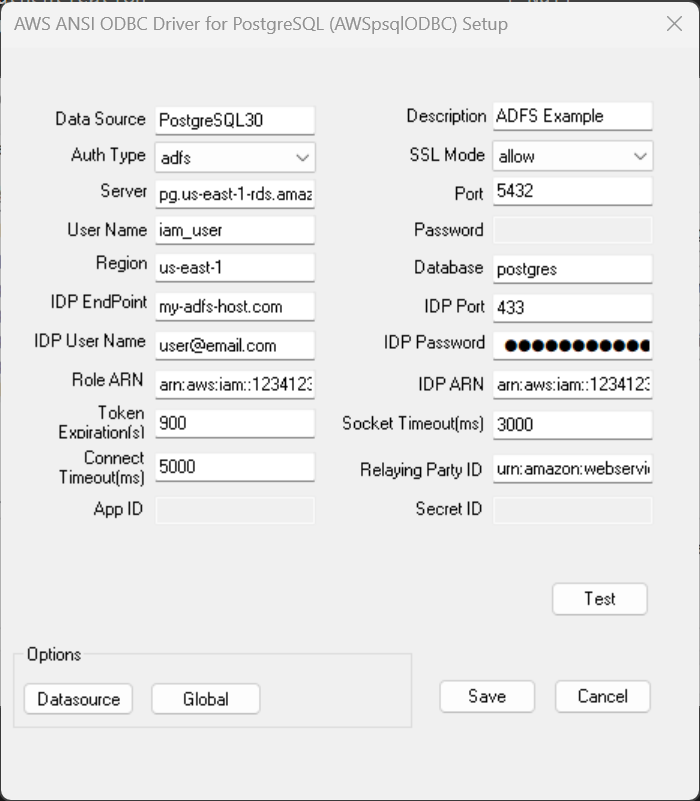 AWS ANSI ODBC Driver for PostgreSQL (AWSpsqlODBC) Setup
Data Source PostgreSQL30 Description ADFS Example
Auth Type adfs SSL Mode allow
Server pg.us-east-1-rds.amaz Port 5432
User Name iam_user Password
Region us-east-1 Database postgres
IDP EndPoint my-adfs-host.com IDP Port 433
IDP User Name user@email.com IDP Password
Role ARN arn:aws:iam::1234123 IDP ARN arn:aws:iam::1234123
Token
Expiration(s) 900 Socket Timeout(ms) 3000
Connect
Timeout(ms) 5000 Relaying Party ID urn:amazon:webservi
App ID Secret ID
Test
Options
Datasource Global Save Cancel